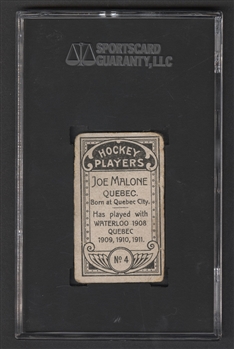 SPORTSCARD
GUARANTY, LLC
HOCKEY
PLAYERS
JOE MALONE
QUEBEC.
Born at Quebec City.
Has played with
WATERLOO 1908
QUEBEC
1909, 1910, 1911.
No 4